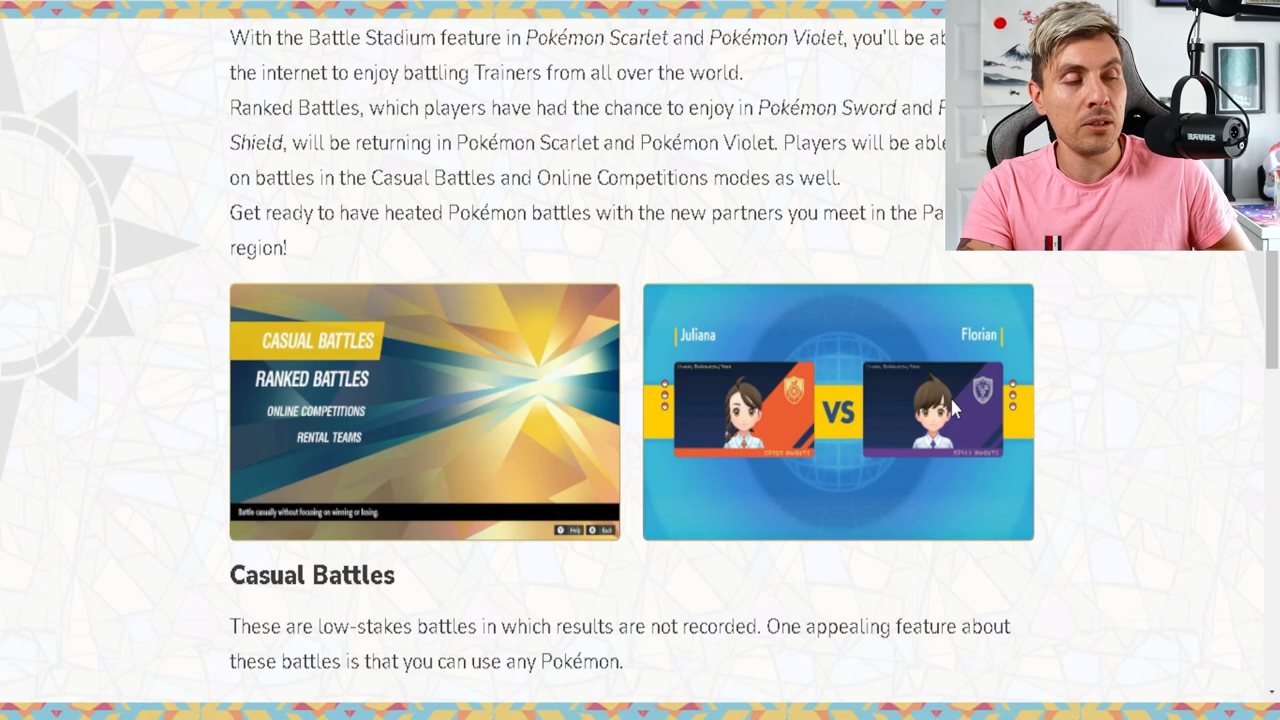 With the Battle Stadium feature in Pokémon Scarlet and Pokémon Violet, you'll be
the internet to enjoy battling Trainers from all over the world.
Ranked Battles, which players have had the chance to enjoy in Pokémon Sword and
Shield, will be returning in Pokémon Scarlet and Pokémon Violet. Players will be
on battles in the Casual Battles and Online Competitions modes as well.
Get ready to have heated Pokémon battles with the new partners you meet in the
region!
CASUAL BATTLES
RANKED BATTLES
ONLINE COMPETITIONS
RENTAL TEAMS
Battle casually without focusing on winning or losing.
Help
Back
Juliana
Florian
VS
Casual Battles
These are low-stakes battles in which results are not recorded. One appealing feature about
these battles is that you can use any Pokémon.
SHURE